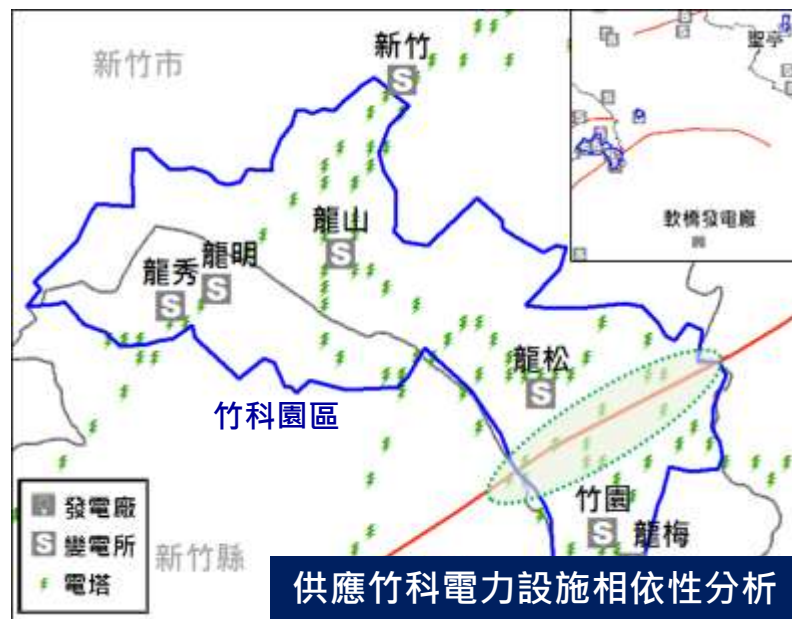 新竹市
新竹
聖亭
軟橋發電廠
龍山
龍明
龍秀
龍松
竹科園區
竹園
龍梅
發電廠
S 變電所
電塔
新竹縣
供應竹科電力設施相依性分析